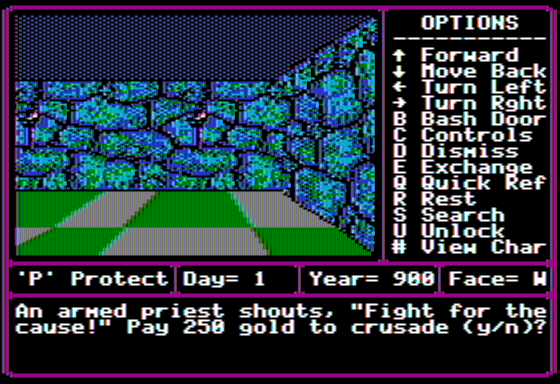 OPTIONS
------------
↑ Forward
↓ Move Back
← Turn Left
→ Turn Rght
B Bash Door
C Controls
D Dismiss
E Exchange
Q Quick Ref
R Rest
S Search
U Unlock
# View Char
'P' Protect Day= 1 Year= 900 Face= W
An armed priest shouts, "Fight for the
cause!" Pay 250 gold to crusade (y/n)?